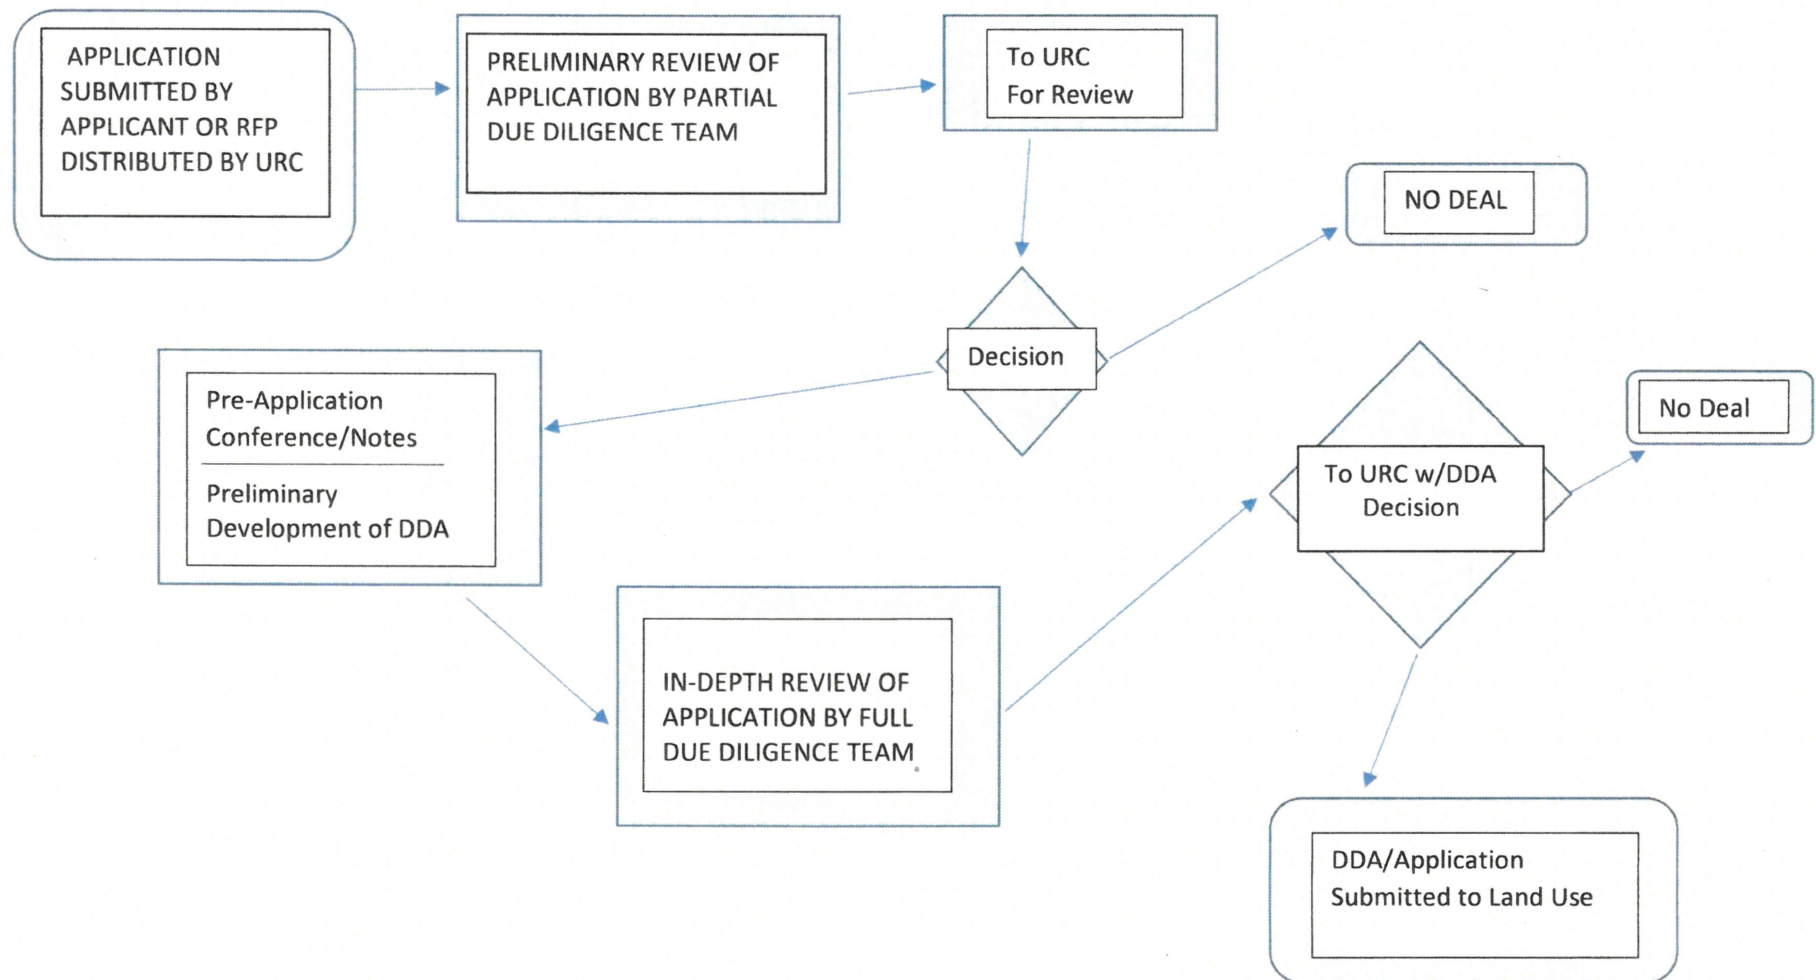 APPLICATION
SUBMITTED BY
APPLICANT OR RFP
DISTRIBUTED BY URC
PRELIMINARY REVIEW OF
APPLICATION BY PARTIAL
DUE DILIGENCE TEAM
To URC
For Review
NO DEAL
Decision
Pre-Application
Conference/Notes
Preliminary
Development of DDA
No Deal
To URC w/DDA
Decision
IN-DEPTH REVIEW OF
APPLICATION BY FULL
DUE DILIGENCE TEAM
DDA/Application
Submitted to Land Use